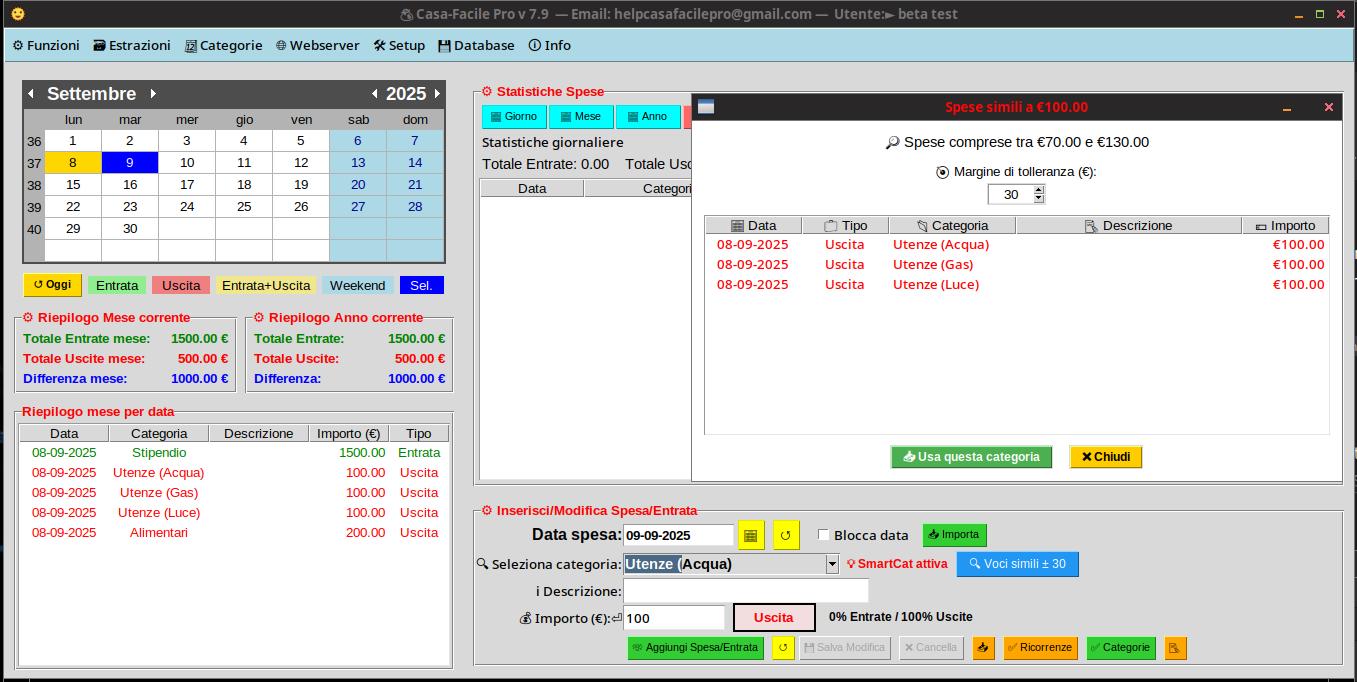 Casa-Facile Pro v 7.9 — Email: helpcasafacilepro@gmail.com — Utente:► beta test
Funzioni Estrazioni Categorie Webserver Setup Database Info
Settembre 2025
lun mar mer gio ven sab dom
36 1 2 3 4 5 6 7
37 8 9 10 11 12 13 14
38 15 16 17 18 19 20 21
39 22 23 24 25 26 27 28
40 29 30
↺ Oggi Entrata Uscita Entrata+Uscita Weekend Sel.
Riepilogo Mese corrente
Totale Entrate mese: 1500.00 €
Totale Uscite mese: 500.00 €
Differenza mese: 1000.00 €
Riepilogo Anno corrente
Totale Entrate: 1500.00 €
Totale Uscite: 500.00 €
Differenza: 1000.00 €
Riepilogo mese per data
Data Categoria Descrizione Importo (€) Tipo
08-09-2025 Stipendio 1500.00 Entrata
08-09-2025 Utenze (Acqua) 100.00 Uscita
08-09-2025 Utenze (Gas) 100.00 Uscita
08-09-2025 Utenze (Luce) 100.00 Uscita
08-09-2025 Alimentari 200.00 Uscita
Statistiche Spese
Giorno Mese Anno
Statistiche giornaliere
Totale Entrate: 0.00 Totale Usc
Data Categori
Spese simili a €100.00
Spese comprese tra €70.00 e €130.00
Margine di tolleranza (€):
30
Data Tipo Categoria Descrizione Importo
08-09-2025 Uscita Utenze (Acqua) €100.00
08-09-2025 Uscita Utenze (Gas) €100.00
08-09-2025 Uscita Utenze (Luce) €100.00
Usa questa categoria Chiudi
Inserisci/Modifica Spesa/Entrata
Data spesa: 09-09-2025 ↺ Blocca data Importa
Seleziona categoria: Utenze (Acqua) SmartCat attiva Voci simili ± 30
i Descrizione:
Importo (€):⏎ 100 Uscita 0% Entrate / 100% Uscite
Aggiungi Spesa/Entrata ↺ Salva Modifica Cancella Ricorrenze Categorie